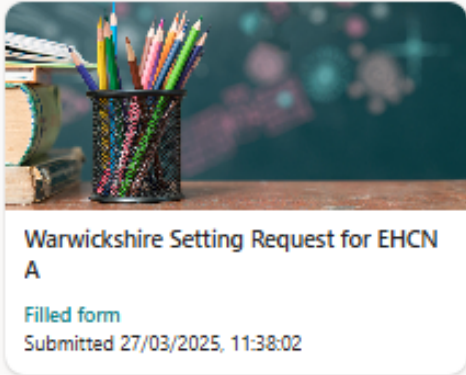 Warwickshire Setting Request for EHCN
A
Filled form
Submitted 27/03/2025, 11:38:02